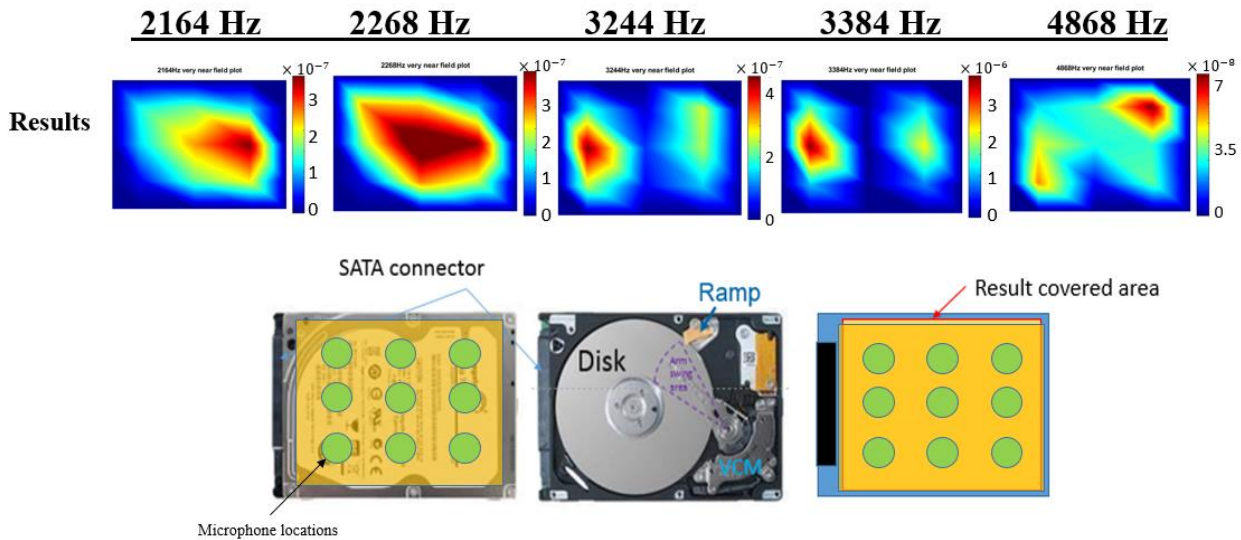 2164 Hz 2268 Hz 3244 Hz 3384 Hz 4868 Hz
2164Hz very near field plot
× 10⁻⁷
3
2
1
0
2268Hz very near field plot
× 10⁻⁷
3
2
1
0
3244Hz very near field plot
× 10⁻⁷
4
2
0
3384Hz very near field plot
× 10⁻⁶
3
2
1
0
4868Hz very near field plot
× 10⁻⁸
7
3.5
0
Results
SATA connector
Ramp
Disk
Arm
swing
area
VCM
Result covered area
Microphone locations